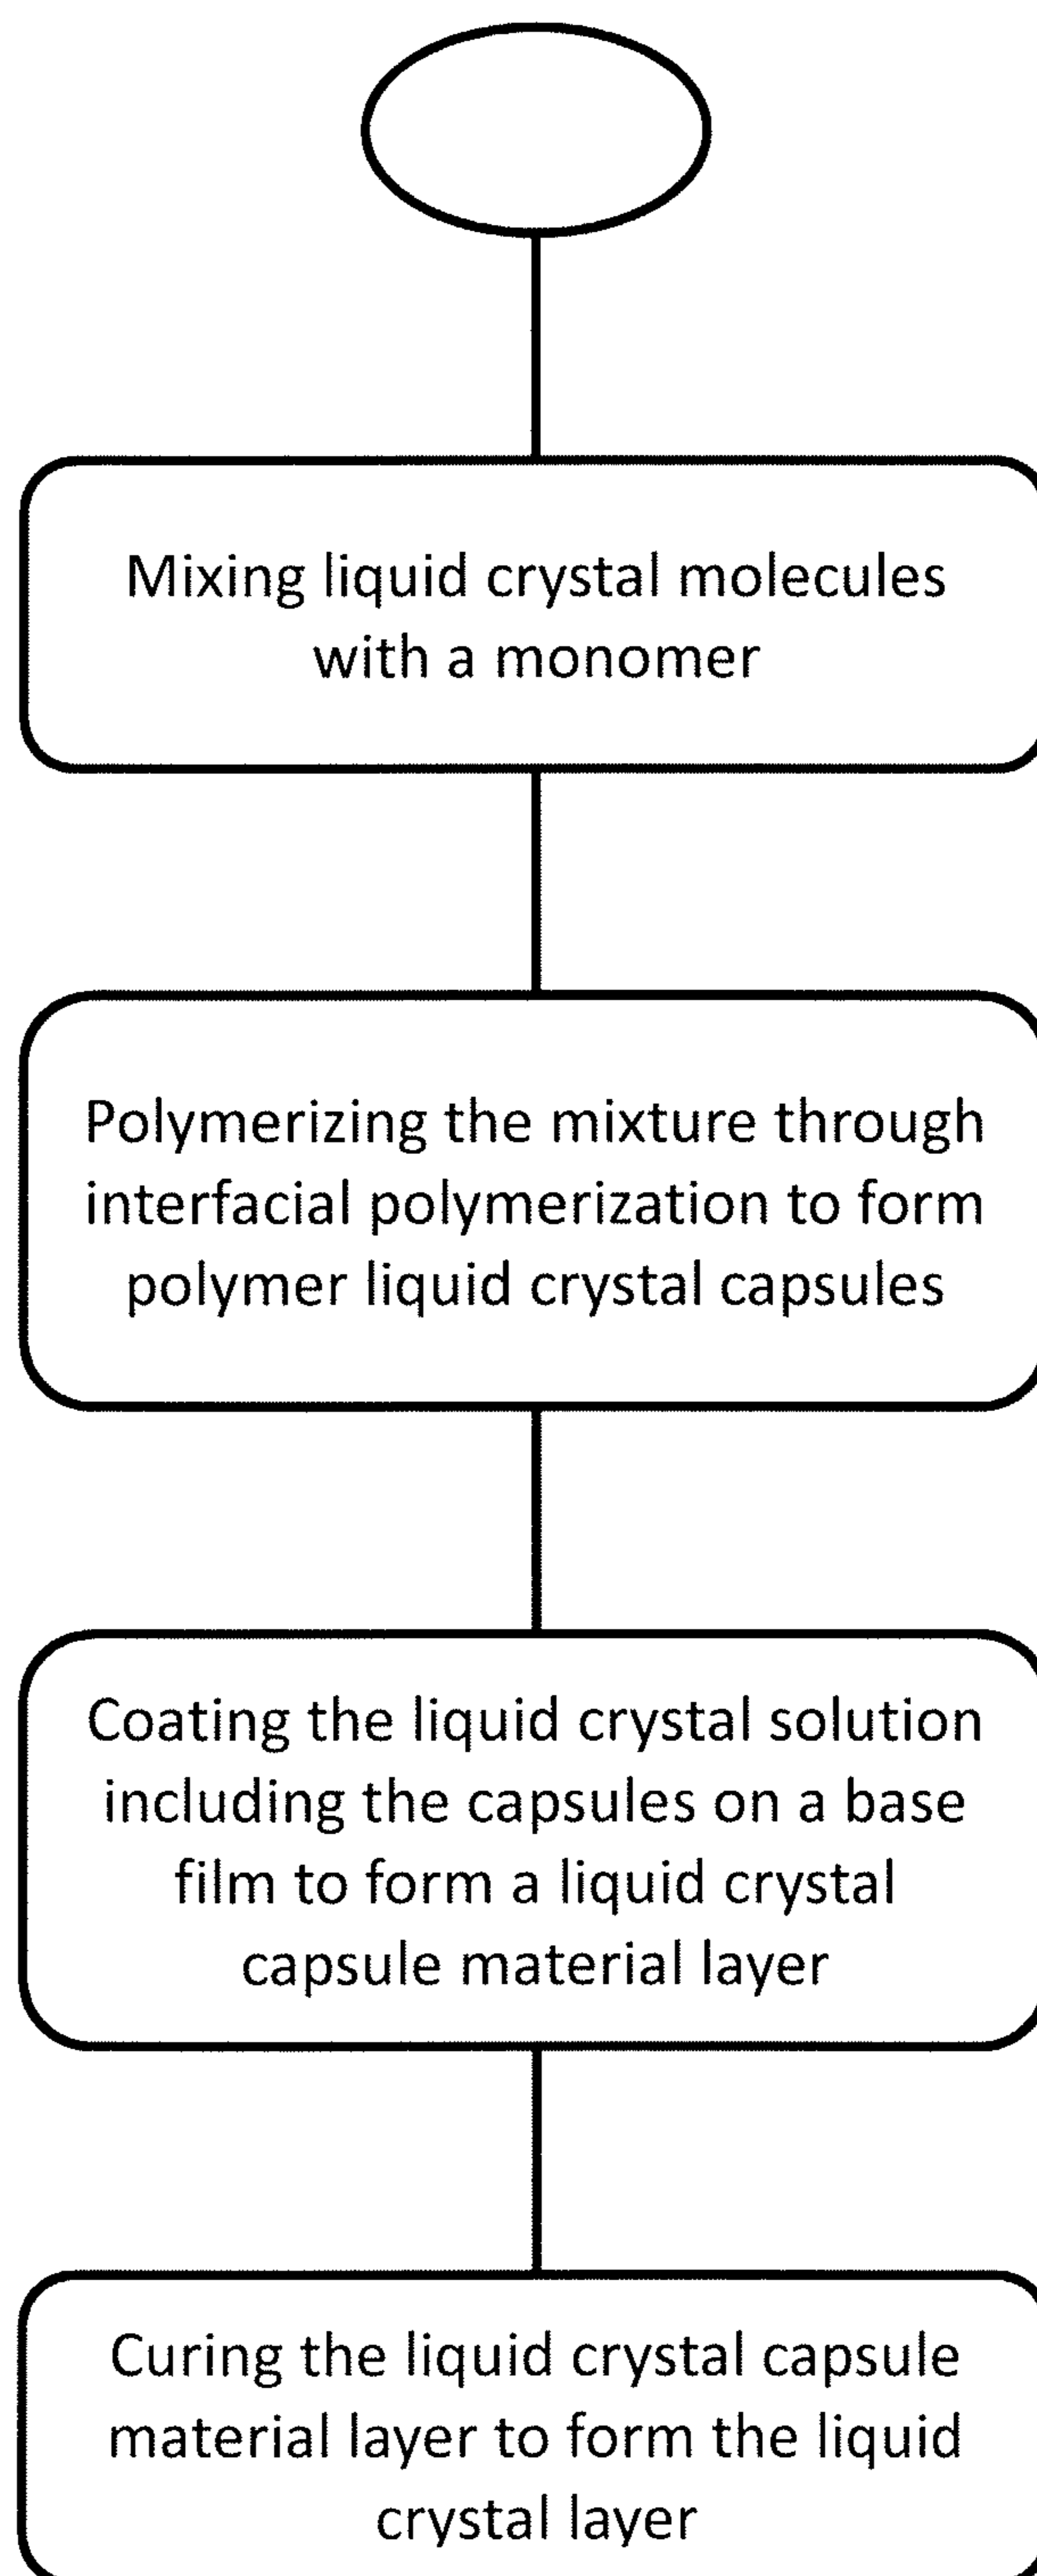 Mixing liquid crystal molecules
with a monomer
Polymerizing the mixture through
interfacial polymerization to form
polymer liquid crystal capsules
Coating the liquid crystal solution
including the capsules on a base
film to form a liquid crystal
capsule material layer
Curing the liquid crystal capsule
material layer to form the liquid
crystal layer